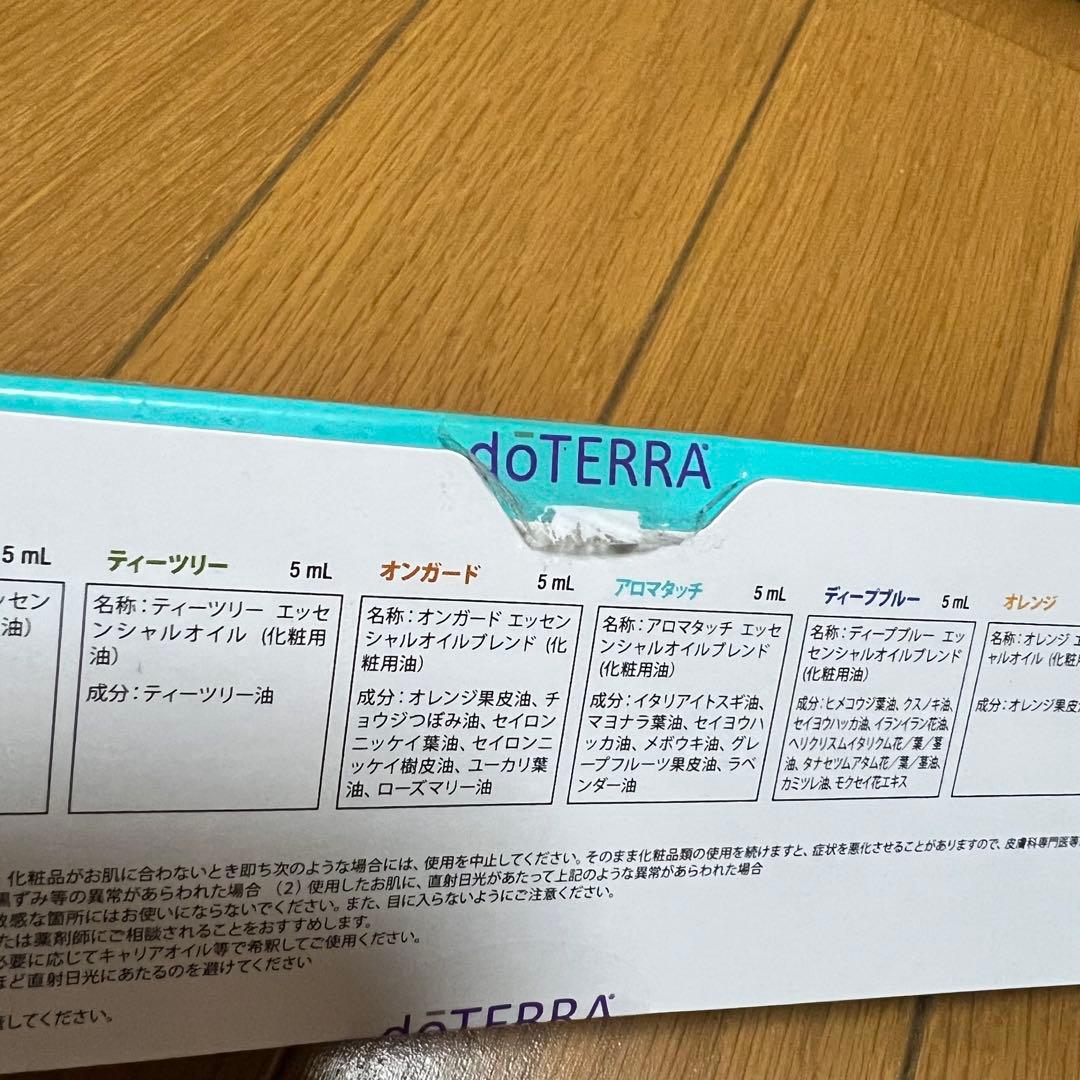 dōTERRA
5 mL
ッセン
油)
ティーツリー 5 mL
名称:ティーツリー エッセ
ンシャルオイル (化粧用
油)
成分:ティーツリー油
オンガード 5 mL
名称:オンガード エッセン
シャルオイルブレンド (化
粧用油)
成分:オレンジ果皮油、チ
ョウジつぼみ油、セイロン
ニッケイ葉油、セイロンニ
ッケイ樹皮油、ユーカリ葉
油、ローズマリー油
アロマタッチ 5 mL
名称:アロマタッチ エッセ
ンシャルオイルブレンド
(化粧用油)
成分:イタリアイトスギ油、
マヨナラ葉油、セイヨウハ
ッカ油、メボウキ油、グレ
ープフルーツ果皮油、ラベ
ンダー油
ディープブルー 5 mL
名称:ディープブルー エッ
センシャルオイルブレンド
(化粧用油)
成分:ヒメコウジ葉油、クスノキ油、
セイヨウハッカ油、イランイラン花油、
ヘリクリスムイタリクム花/葉/茎
油、タナセツムアタム花/葉/茎油、
カミツレ油、モクセイ花エキス
オレンジ
名称:オレンジ エ
ャルオイル (化粧
成分:オレンジ果皮
化粧品がお肌に合わないとき即ち次のような場合には、使用を中止してください。そのまま化粧品類の使用を続けますと、症状を悪化させることがありますので、皮膚科専門医等
黒ずみ等の異常があらわれた場合 (2) 使用したお肌に、直射日光があたって上記のような異常があらわれた場合
敏感な箇所にはお使いにならないでください。また、目に入らないようにご注意ください。
たは薬剤師にご相談されることをおすすめします。
必要に応じてキャリアオイル等で希釈してご使用ください。
ほど直射日光にあたるのを避けてください
してください。
dōTERRA